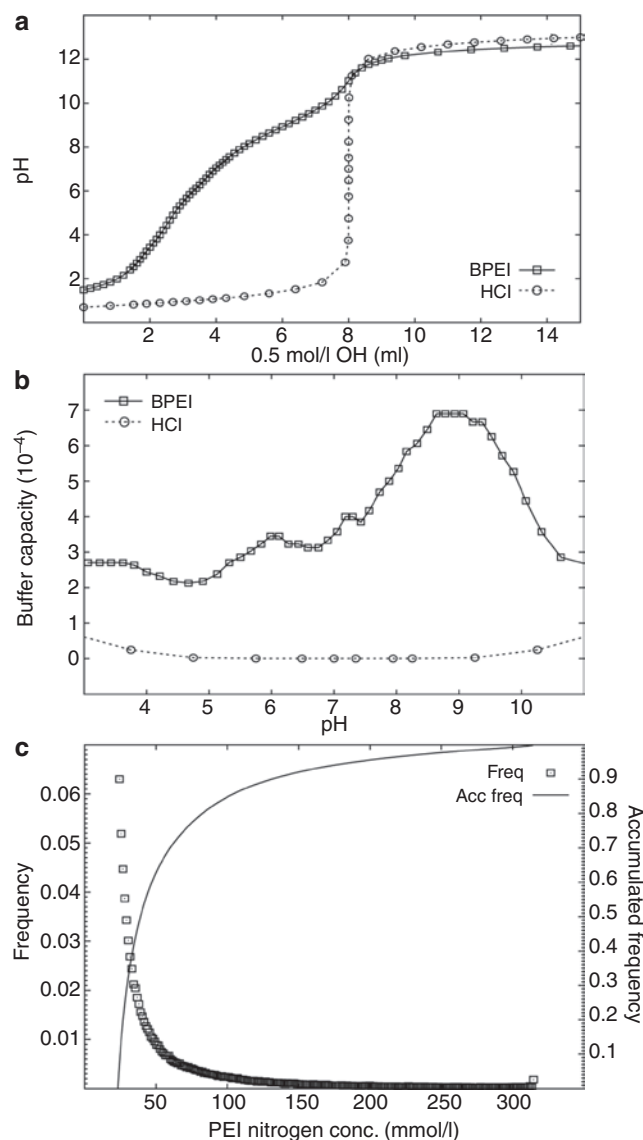 a
12
10
8
6
4
2
pH
BPEI
HCl
2 4 6 8 10 12 14
0.5 mol/l OH (ml)
b
7
6
5
4
3
2
1
0
Buffer capacity (10⁻⁴)
BPEI
HCl
4 5 6 7 8 9 10
pH
c
0.06
0.05
0.04
0.03
0.02
0.01
Frequency
Freq
Acc freq
0.9
0.8
0.7
0.6
0.5
0.4
0.3
0.2
0.1
Accumulated frequency
50 100 150 200 250 300
PEI nitrogen conc. (mmol/l)